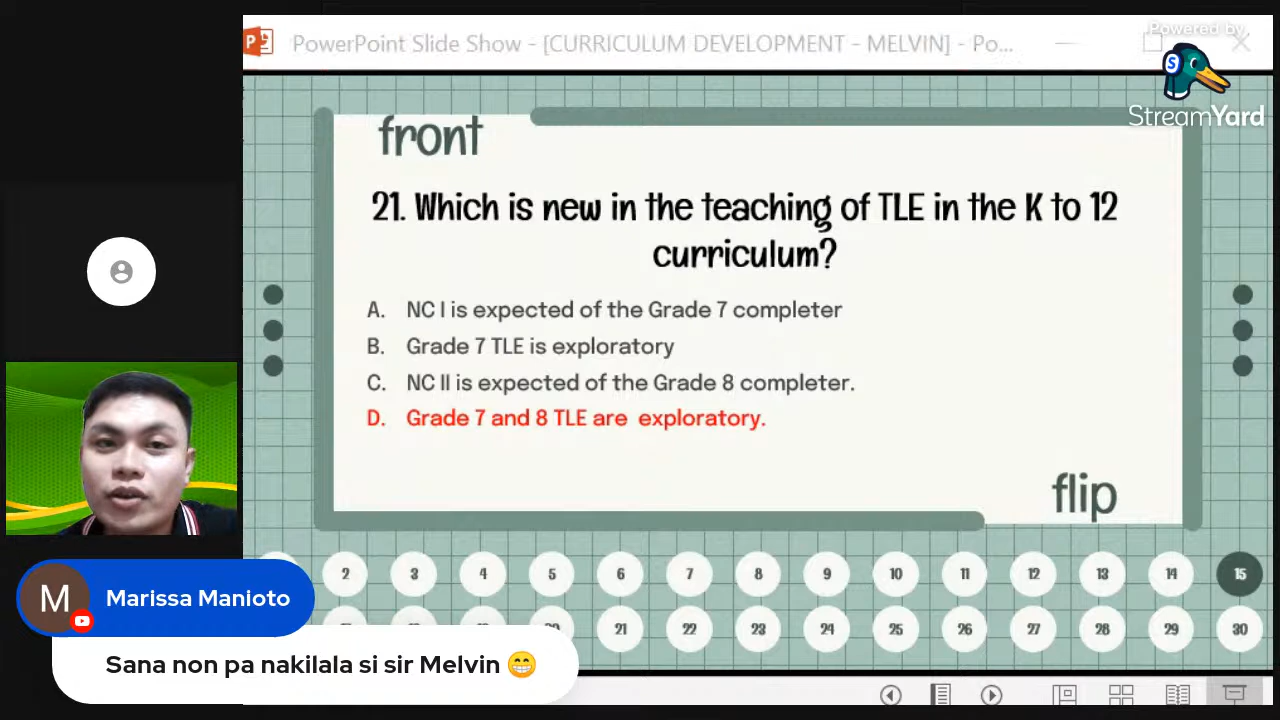 PowerPoint Slide Show - [CURRICULUM DEVELOPMENT - MELVIN] - Po...
Powered by
StreamYard
front
21. Which is new in the teaching of TLE in the K to 12
curriculum?
A. NC I is expected of the Grade 7 completer
B. Grade 7 TLE is exploratory
C. NC II is expected of the Grade 8 completer.
D. Grade 7 and 8 TLE are exploratory.
flip
2 3 4 5 6 7 8 9 10 11 12 13 14 15
21 22 23 24 25 26 27 28 29 30
M
Marissa Manioto
Sana non pa nakilala si sir Melvin 😁